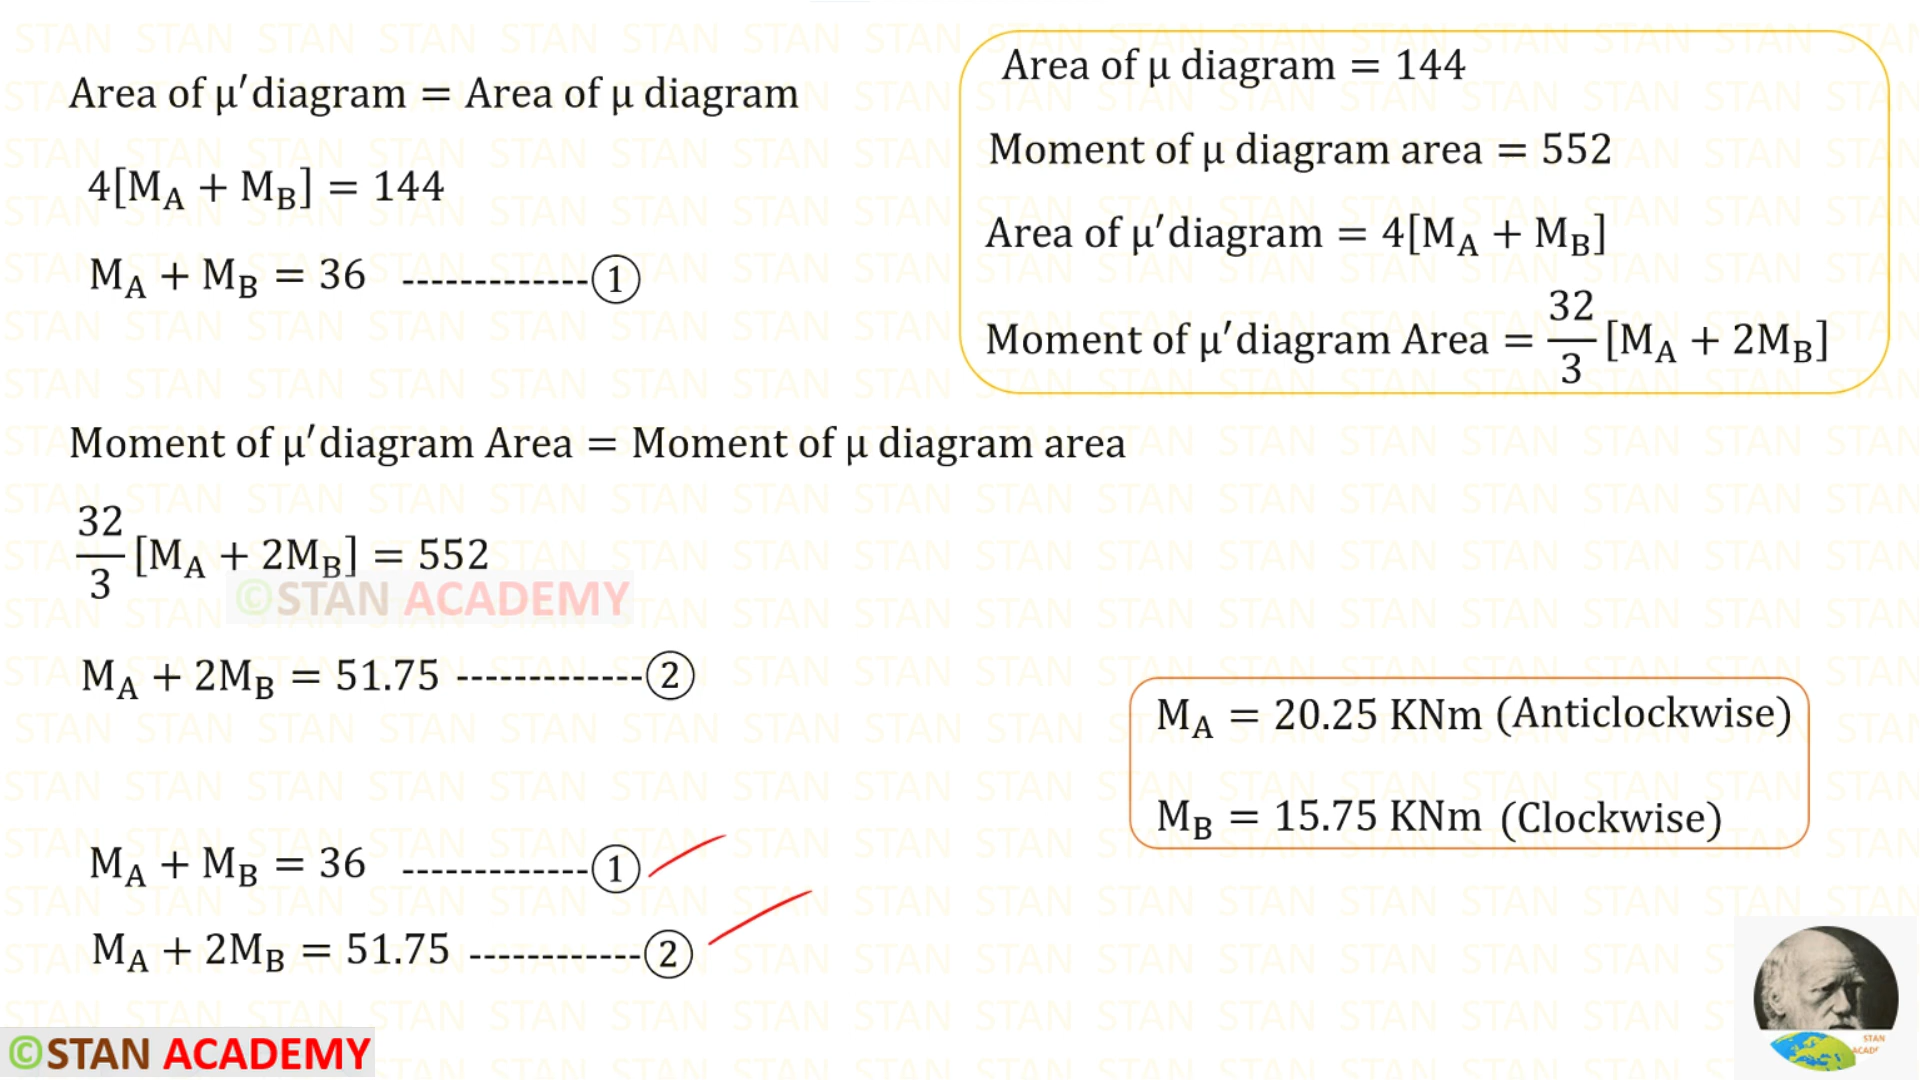 Area of μ′diagram = Area of μ diagram
4[M_A + M_B] = 144
M_A + M_B = 36 -------------①
Area of μ diagram = 144
Moment of μ diagram area = 552
Area of μ′diagram = 4[M_A + M_B]
Moment of μ′diagram Area = 32/3 [M_A + 2M_B]
Moment of μ′diagram Area = Moment of μ diagram area
32/3 [M_A + 2M_B] = 552
©STAN ACADEMY
M_A + 2M_B = 51.75 -------------②
M_A = 20.25 KNm (Anticlockwise)
M_B = 15.75 KNm (Clockwise)
M_A + M_B = 36 -------------①
M_A + 2M_B = 51.75 ------------②
©STAN ACADEMY
STAN